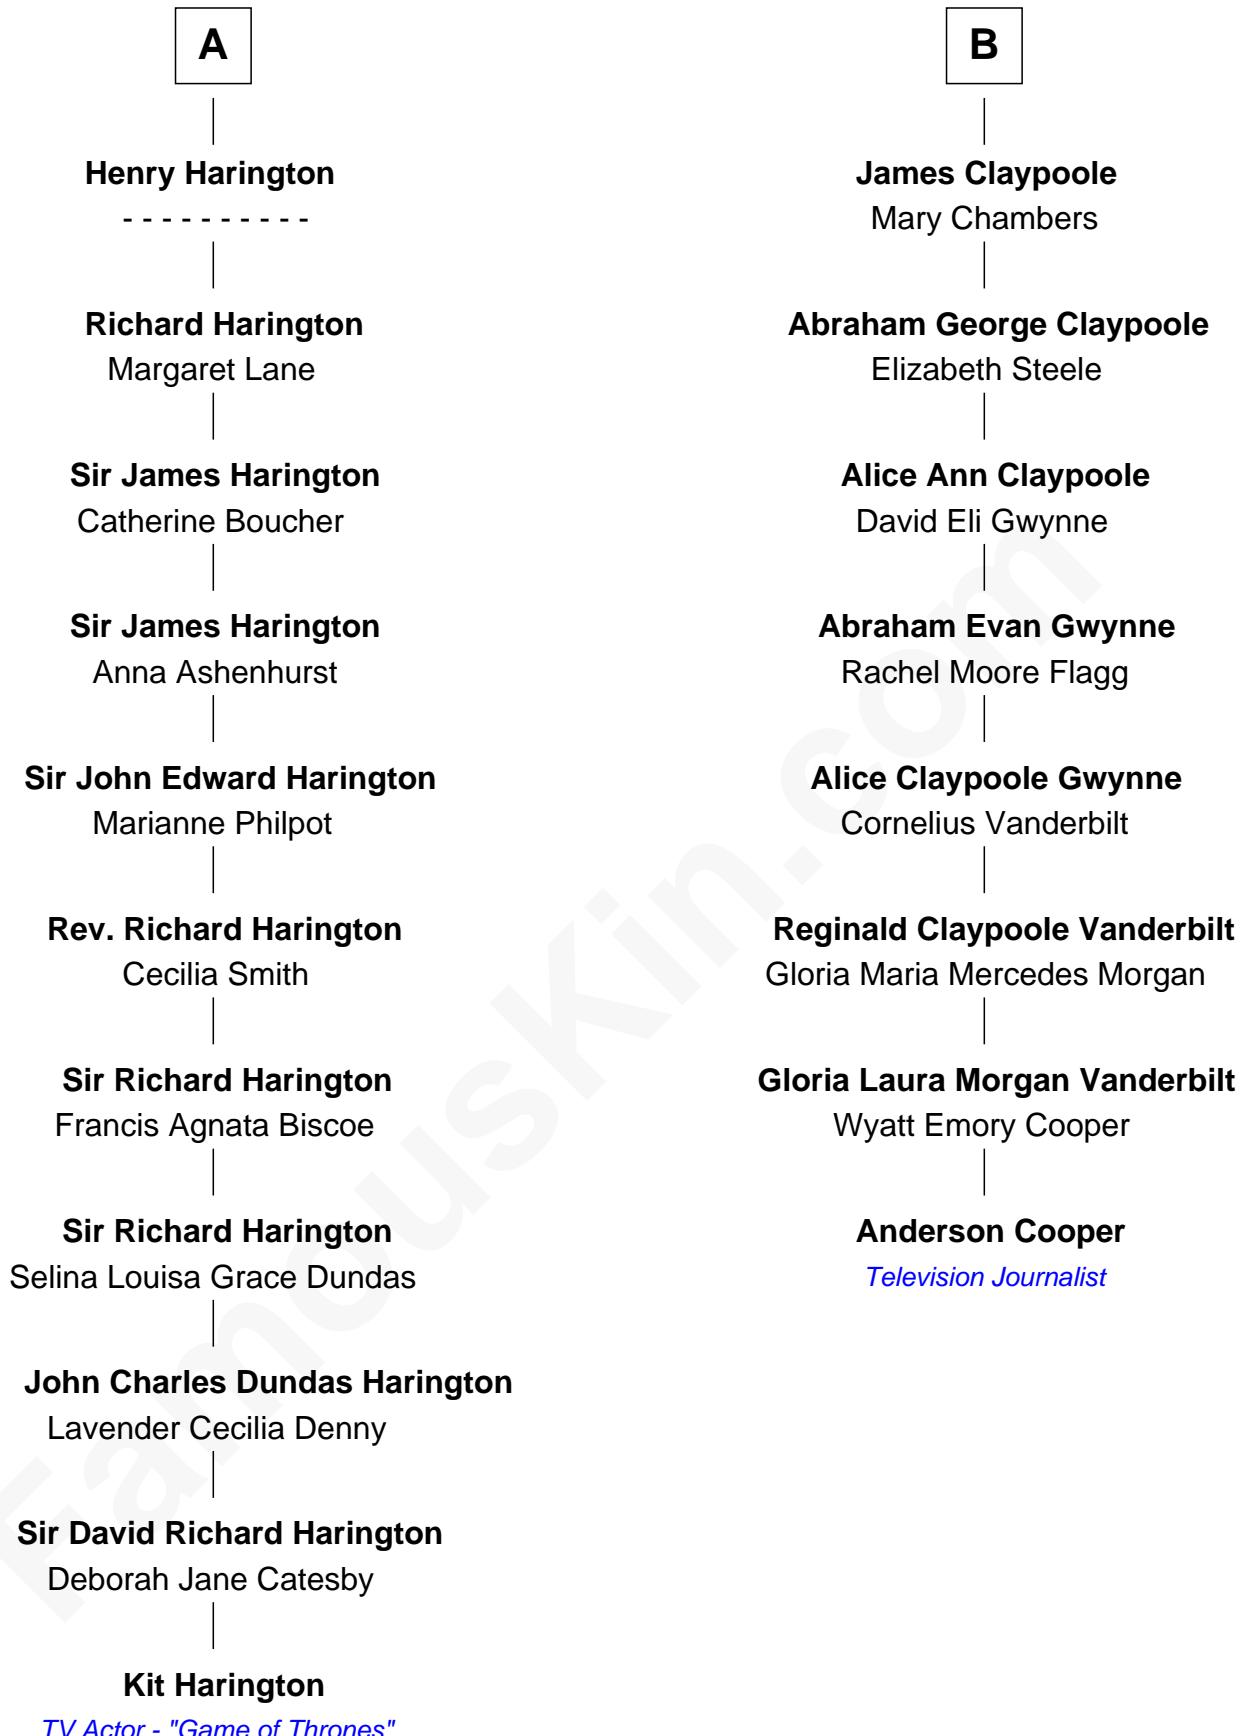 A
Henry Harington
- - - - - - - - - -
Richard Harington
Margaret Lane
Sir James Harington
Catherine Boucher
Sir James Harington
Anna Ashenhurst
Sir John Edward Harington
Marianne Philpot
Rev. Richard Harington
Cecilia Smith
Sir Richard Harington
Francis Agnata Biscoe
Sir Richard Harington
Selina Louisa Grace Dundas
John Charles Dundas Harington
Lavender Cecilia Denny
Sir David Richard Harington
Deborah Jane Catesby
Kit Harington
TV Actor - "Game of Thrones"
B
James Claypoole
Mary Chambers
Abraham George Claypoole
Elizabeth Steele
Alice Ann Claypoole
David Eli Gwynne
Abraham Evan Gwynne
Rachel Moore Flagg
Alice Claypoole Gwynne
Cornelius Vanderbilt
Reginald Claypoole Vanderbilt
Gloria Maria Mercedes Morgan
Gloria Laura Morgan Vanderbilt
Wyatt Emory Cooper
Anderson Cooper
Television Journalist
FamousKin.com